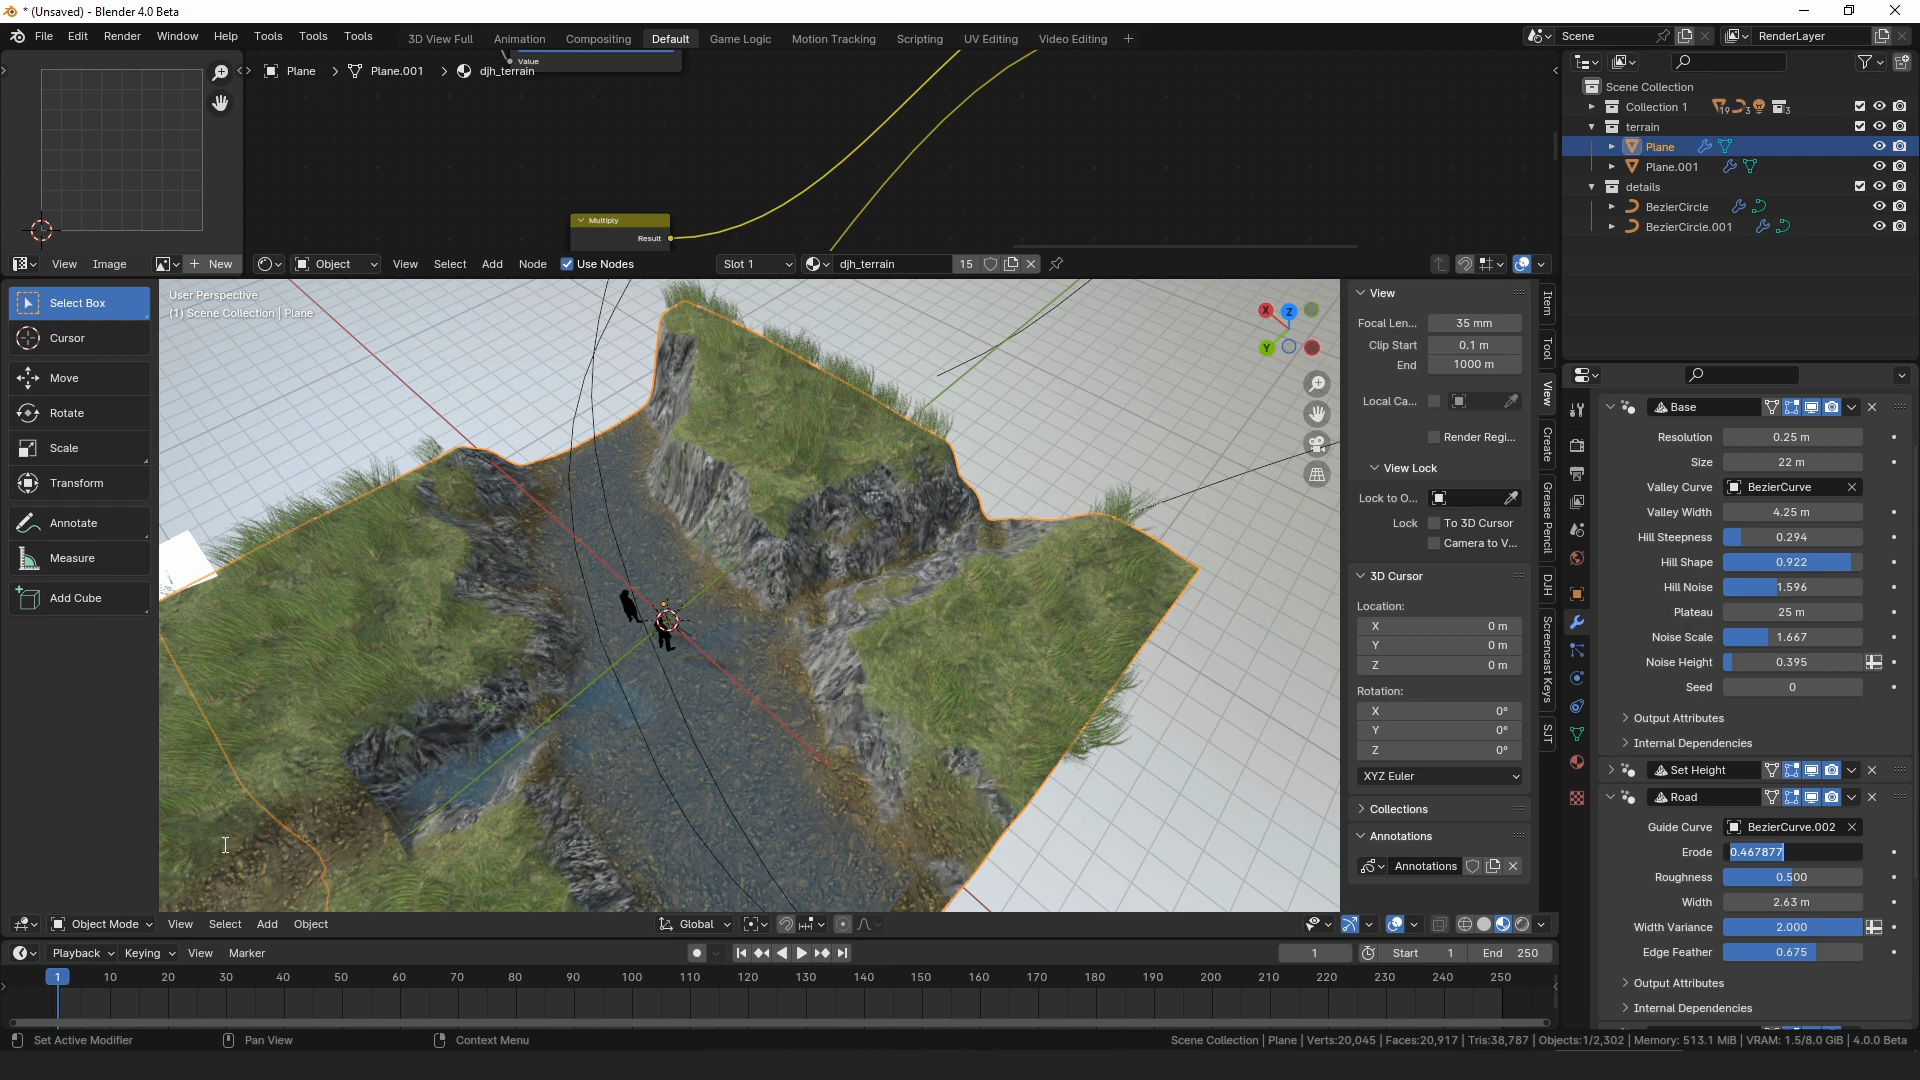 * (Unsaved) - Blender 4.0 Beta
File Edit Render Window Help Tools Tools Tools
3D View Full Animation Compositing Default Game Logic Motion Tracking Scripting UV Editing Video Editing +
Scene RenderLayer
Plane > Plane.001 > djh_terrain
Value
Multiply
Result
View Image New
Object View Select Add Node Use Nodes Slot 1 djh_terrain 15
Scene Collection
Collection 1 19 3 3
terrain
Plane
Plane.001
details
BezierCircle
BezierCircle.001
Select Box
Cursor
Move
Rotate
Scale
Transform
Annotate
Measure
Add Cube
User Perspective
(1) Scene Collection | Plane
X Z Y
View
Focal Len... 35 mm
Clip Start 0.1 m
End 1000 m
Local Ca...
Render Regi...
View Lock
Lock to O...
Lock To 3D Cursor
Camera to V...
3D Cursor
Location:
X 0 m
Y 0 m
Z 0 m
Rotation:
X 0°
Y 0°
Z 0°
XYZ Euler
Collections
Annotations
Annotations
Item
Tool
View
Create
Grease Pencil
DJH
Screencast Keys
SJT
Base
Resolution 0.25 m
Size 22 m
Valley Curve BezierCurve
Valley Width 4.25 m
Hill Steepness 0.294
Hill Shape 0.922
Hill Noise 1.596
Plateau 25 m
Noise Scale 1.667
Noise Height 0.395
Seed 0
Output Attributes
Internal Dependencies
Set Height
Road
Guide Curve BezierCurve.002
Erode 0.467877
Roughness 0.500
Width 2.63 m
Width Variance 2.000
Edge Feather 0.675
Output Attributes
Internal Dependencies
Object Mode View Select Add Object Global
Playback Keying View Marker 1 Start 1 End 250
1 10 20 30 40 50 60 70 80 90 100 110 120 130 140 150 160 170 180 190 200 210 220 230 240 250
Set Active Modifier Pan View Context Menu
Scene Collection | Plane | Verts:20,045 | Faces:20,917 | Tris:38,787 | Objects:1/2,302 | Memory: 513.1 MiB | VRAM: 1.5/8.0 GiB | 4.0.0 Beta